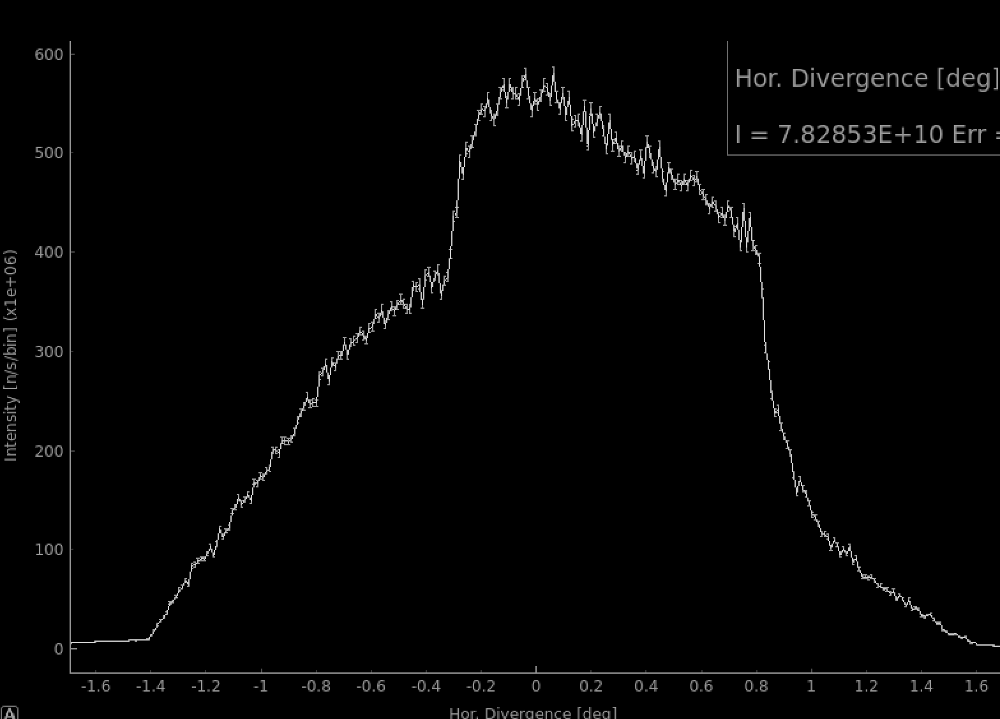 600
500
400
300
200
100
0
Intensity [n/s/bin] (x1e+06)
Hor. Divergence [deg]
I = 7.82853E+10 Err =
-1.6 -1.4 -1.2 -1 -0.8 -0.6 -0.4 -0.2 0 0.2 0.4 0.6 0.8 1 1.2 1.4 1.6
Hor. Divergence [deg]
A